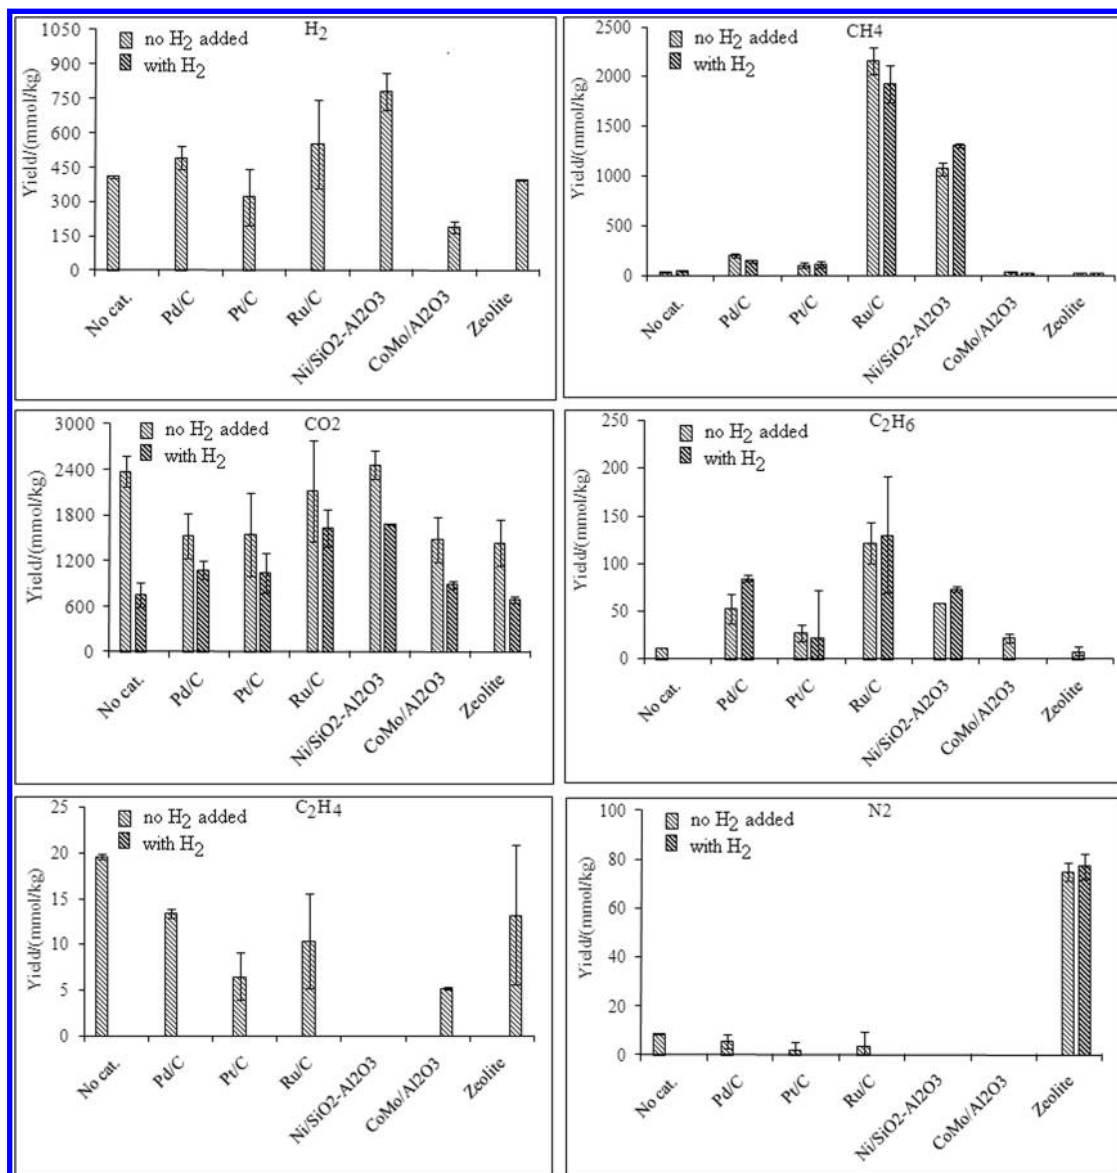 H2
no H2 added
with H2
Yield/(mmol/kg)
1050
900
750
600
450
300
150
0
No cat.
Pd/C
Pt/C
Ru/C
Ni/SiO2-Al2O3
CoMo/Al2O3
Zeolite
CH4
no H2 added
with H2
Yield/(mmol/kg)
2500
2000
1500
1000
500
0
No cat.
Pd/C
Pt/C
Ru/C
Ni/SiO2-Al2O3
CoMo/Al2O3
Zeolite
CO2
no H2 added
with H2
Yield/(mmol/kg)
3000
2400
1800
1200
600
0
No cat.
Pd/C
Pt/C
Ru/C
Ni/SiO2-Al2O3
CoMo/Al2O3
Zeolite
C2H6
no H2 added
with H2
Yield/(mmol/kg)
250
200
150
100
50
0
No cat.
Pd/C
Pt/C
Ru/C
Ni/SiO2-Al2O3
CoMo/Al2O3
Zeolite
C2H4
no H2 added
with H2
Yield/(mmol/kg)
25
20
15
10
5
0
No cat.
Pd/C
Pt/C
Ru/C
Ni/SiO2-Al2O3
CoMo/Al2O3
Zeolite
N2
no H2 added
with H2
Yield/(mmol/kg)
100
80
60
40
20
0
No cat.
Pd/C
Pt/C
Ru/C
Ni/SiO2-Al2O3
CoMo/Al2O3
Zeolite